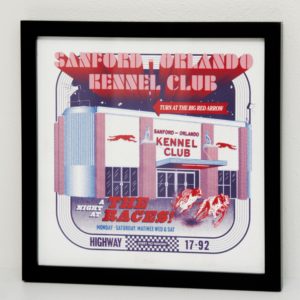 SANFORD - ORLANDO
KENNEL CLUB
TURN AT THE BIG RED ARROW
SANFORD - ORLANDO
KENNEL
CLUB
A NIGHT AT THE RACES!
MONDAY - SATURDAY, MATINEE WED & SAT
HIGHWAY 17-92